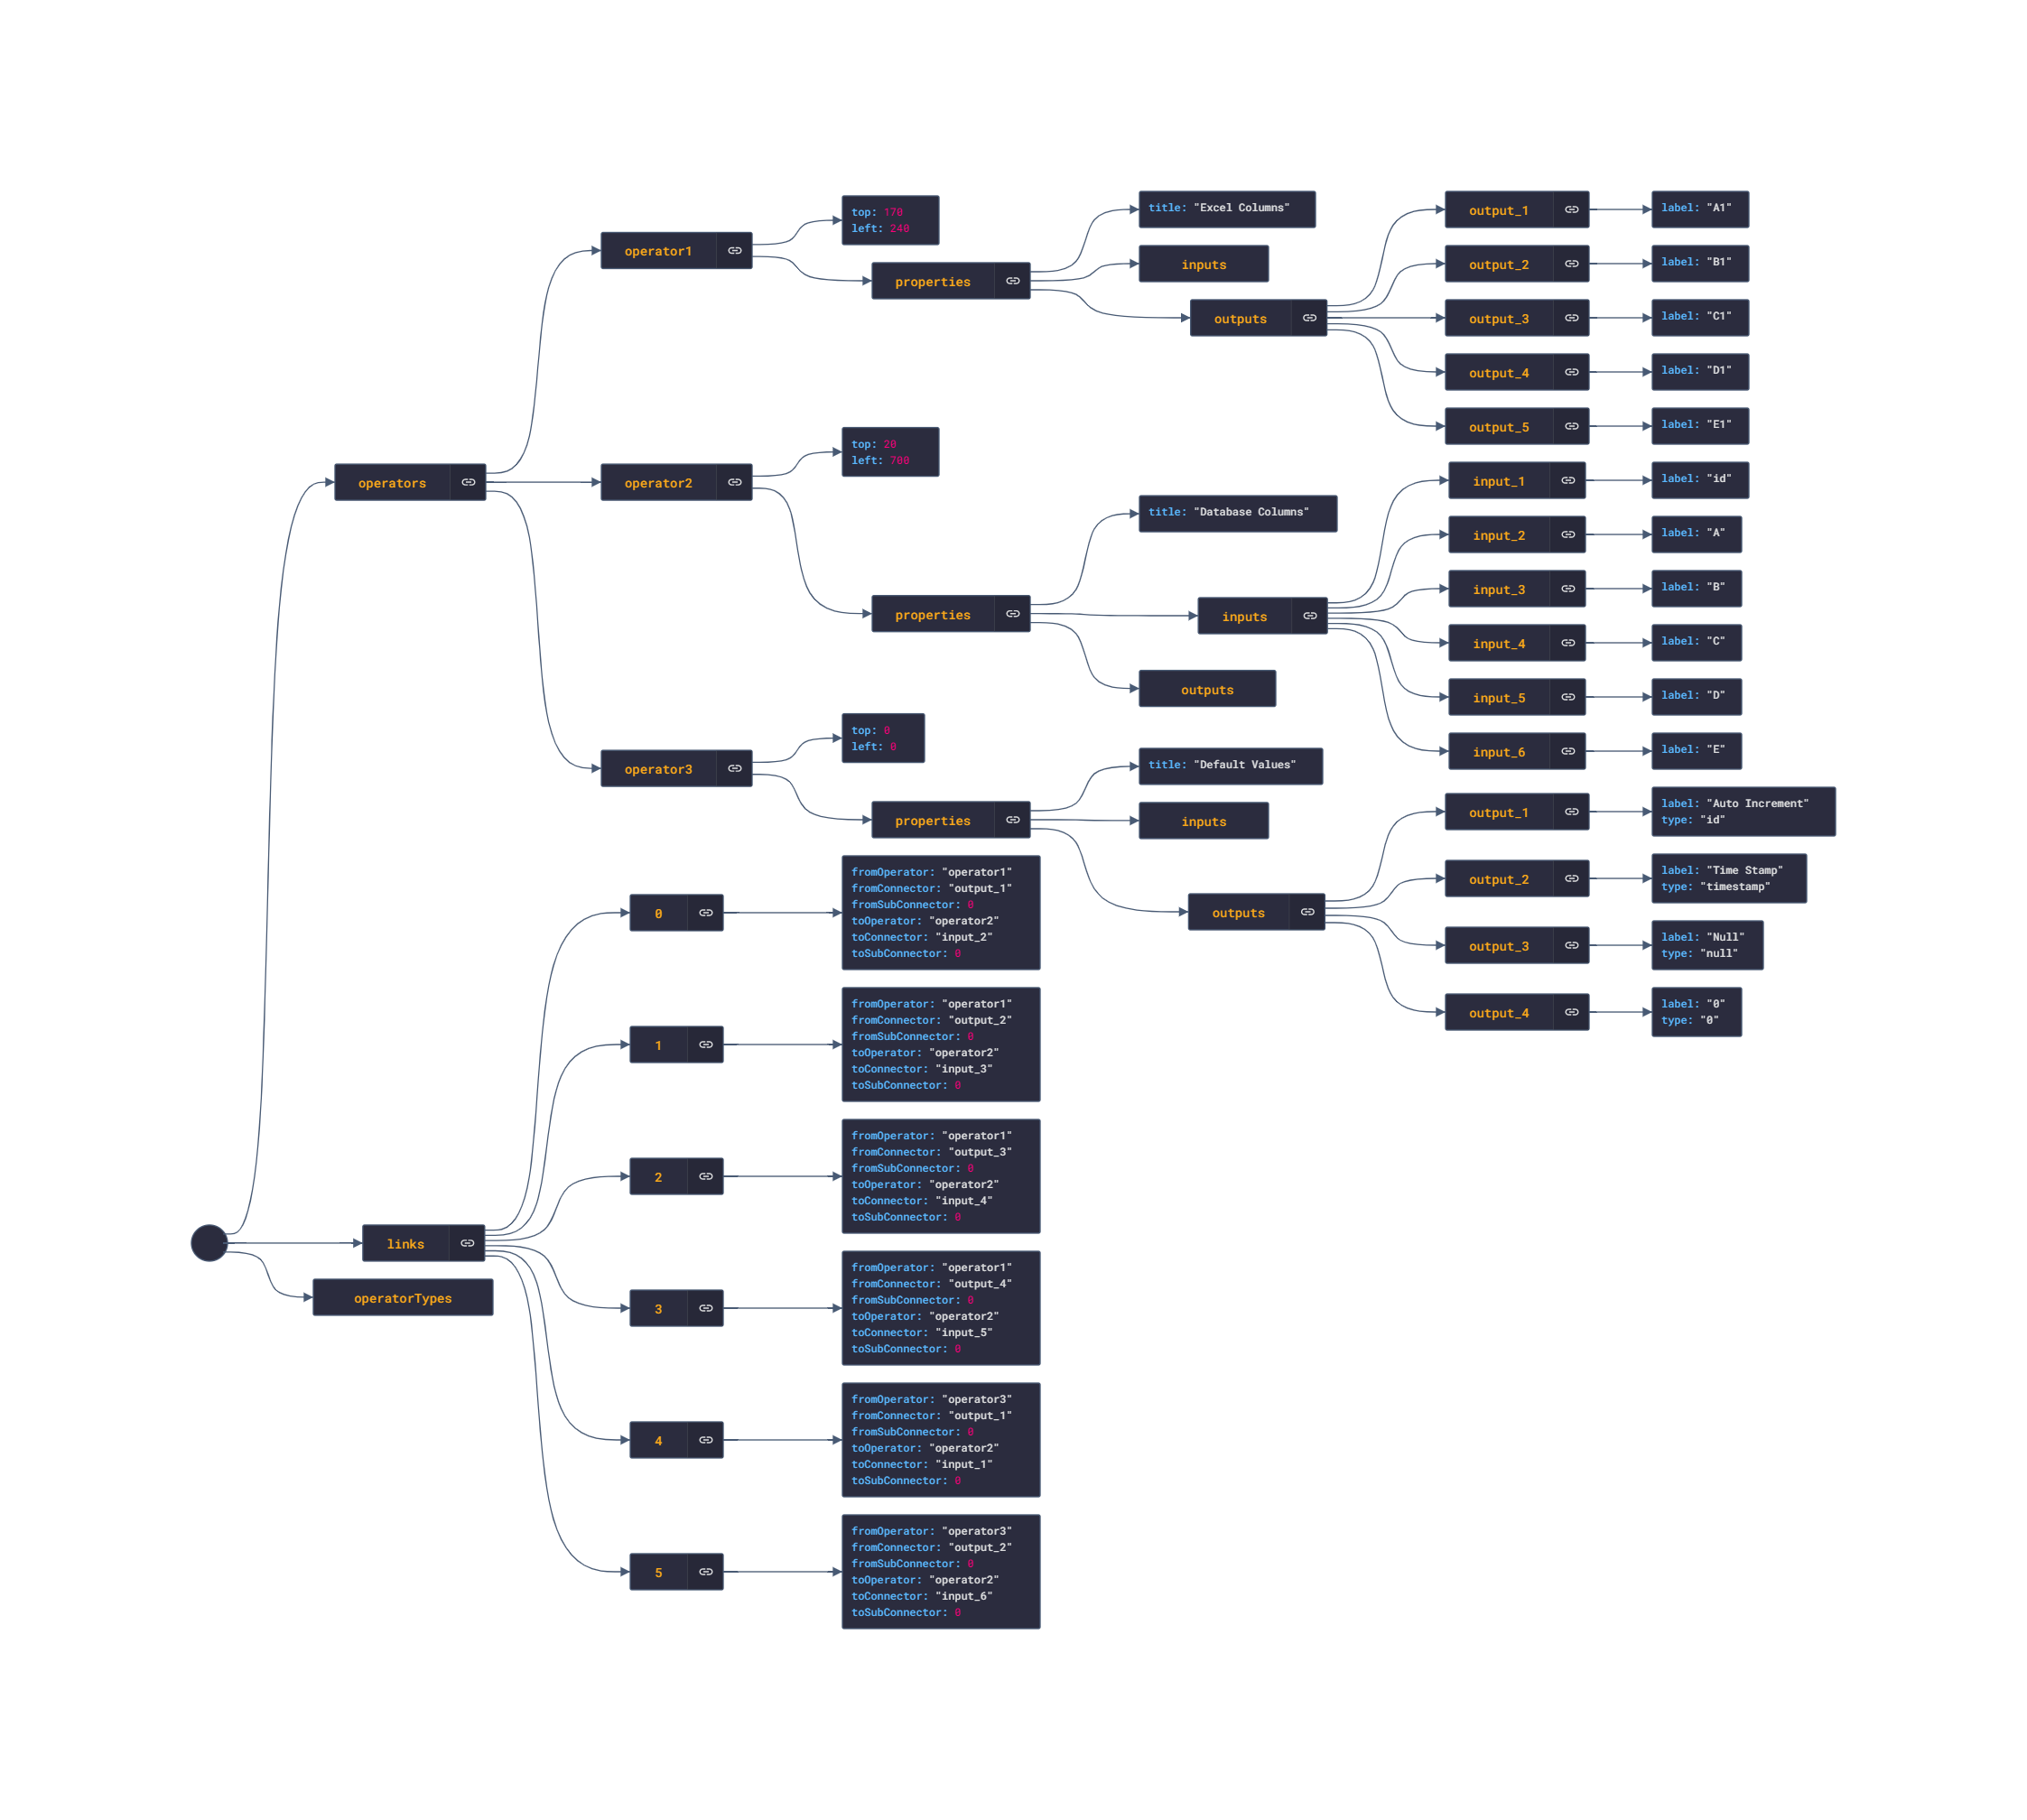 operators
operator1
top: 170
left: 240
properties
title: "Excel Columns"
inputs
outputs
output_1
label: "A1"
output_2
label: "B1"
output_3
label: "C1"
output_4
label: "D1"
output_5
label: "E1"
operator2
top: 20
left: 700
properties
title: "Database Columns"
inputs
input_1
label: "id"
input_2
label: "A"
input_3
label: "B"
input_4
label: "C"
input_5
label: "D"
input_6
label: "E"
outputs
operator3
top: 0
left: 0
properties
title: "Default Values"
inputs
outputs
output_1
label: "Auto Increment"
type: "id"
output_2
label: "Time Stamp"
type: "timestamp"
output_3
label: "Null"
type: "null"
output_4
label: "0"
type: "0"
links
0
fromOperator: "operator1"
fromConnector: "output_1"
fromSubConnector: 0
toOperator: "operator2"
toConnector: "input_2"
toSubConnector: 0
1
fromOperator: "operator1"
fromConnector: "output_2"
fromSubConnector: 0
toOperator: "operator2"
toConnector: "input_3"
toSubConnector: 0
2
fromOperator: "operator1"
fromConnector: "output_3"
fromSubConnector: 0
toOperator: "operator2"
toConnector: "input_4"
toSubConnector: 0
3
fromOperator: "operator1"
fromConnector: "output_4"
fromSubConnector: 0
toOperator: "operator2"
toConnector: "input_5"
toSubConnector: 0
4
fromOperator: "operator3"
fromConnector: "output_1"
fromSubConnector: 0
toOperator: "operator2"
toConnector: "input_1"
toSubConnector: 0
5
fromOperator: "operator3"
fromConnector: "output_2"
fromSubConnector: 0
toOperator: "operator2"
toConnector: "input_6"
toSubConnector: 0
operatorTypes